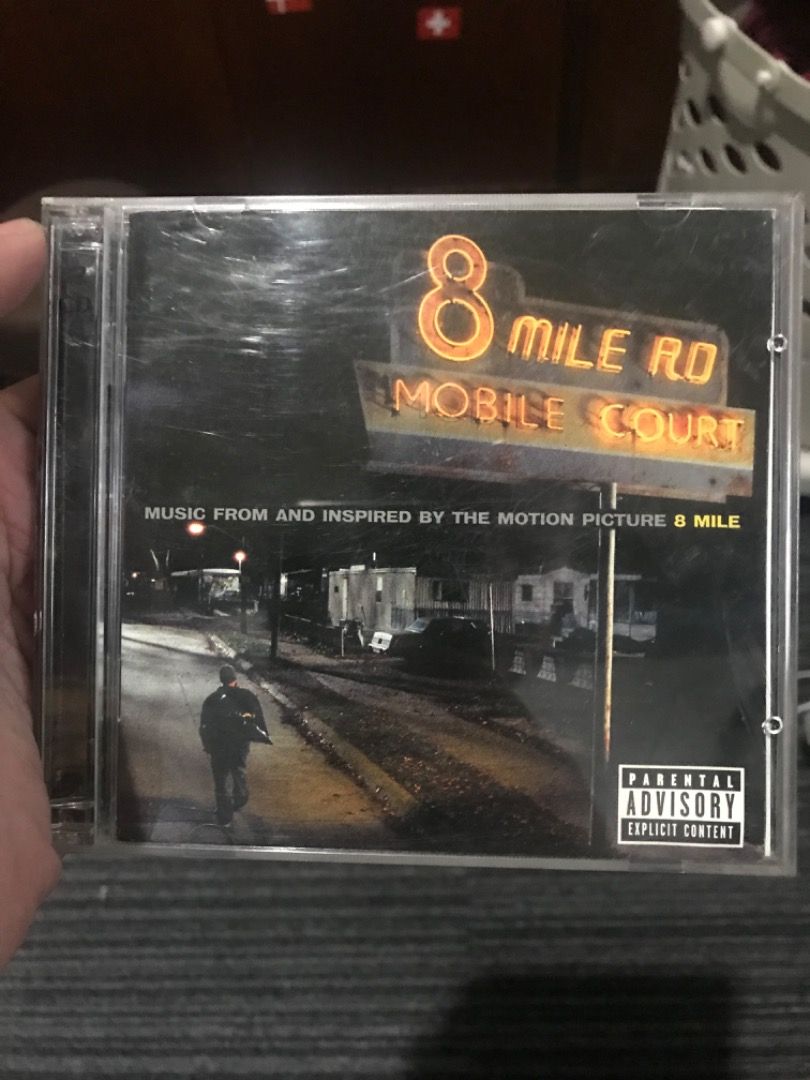 8 MILE RD
MOBILE COURT
MUSIC FROM AND INSPIRED BY THE MOTION PICTURE 8 MILE
PARENTAL
ADVISORY
EXPLICIT CONTENT